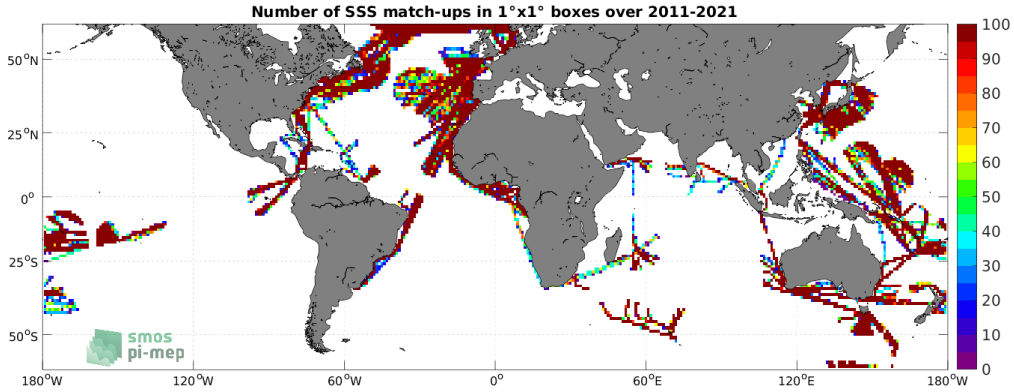 Number of SSS match-ups in 1°x1° boxes over 2011-2021
100
90
80
70
60
50
40
30
20
10
0
50°N
25°N
0°
25°S
50°S
smos
pi-mep
180°W
120°W
60°W
0°
60°E
120°E
180°W